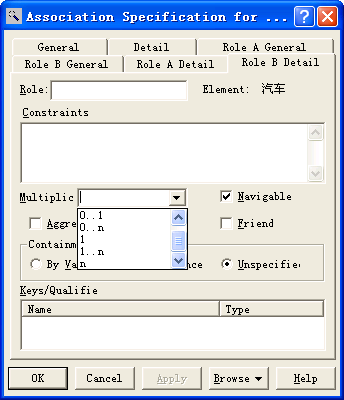 Association Specification for ...
General Detail Role A General
Role B General Role A Detail Role B Detail
Role: Element: 汽车
Constraints
Multiplic Navigable
0..1
0..n
1
1..n
n
Aggre Friend
Containm
By Va nce Unspecifie
Keys/Qualifie
Name Type
OK Cancel Apply Browse Help